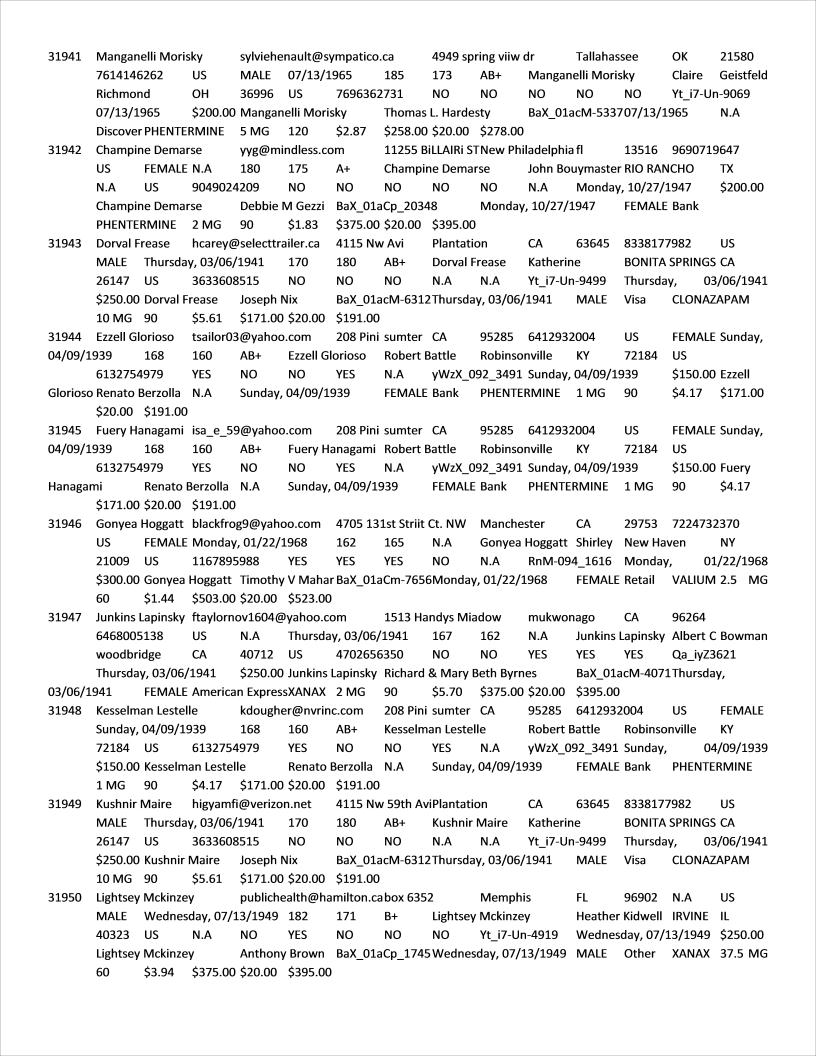 31941 Manganelli Morisky sylviehenault@sympatico.ca 4949 spring viiw dr Tallahassee OK 21580
7614146262 US MALE 07/13/1965 185 173 AB+ Manganelli Morisky Claire Geistfeld
Richmond OH 36996 US 7696362731 NO NO NO NO NO Yt_i7-Un-9069
07/13/1965 $200.00 Manganelli Morisky Thomas L. Hardesty BaX_01acM-5337 07/13/1965 N.A
Discover PHENTERMINE 5 MG 120 $2.87 $258.00 $20.00 $278.00
31942 Champine Demarse yyg@mindless.com 11255 BiLLAIRi ST New Philadelphia fl 13516 9690719647
US FEMALE N.A 180 175 A+ Champine Demarse John Bouymaster RIO RANCHO TX
N.A US 9049024209 NO NO NO NO NO N.A Monday, 10/27/1947 $200.00
Champine Demarse Debbie M Gezzi BaX_01aCp_20348 Monday, 10/27/1947 FEMALE Bank
PHENTERMINE 2 MG 90 $1.83 $375.00 $20.00 $395.00
31943 Dorval Frease hcarey@selecttrailer.ca 4115 Nw Avi Plantation CA 63645 8338177982 US
MALE Thursday, 03/06/1941 170 180 AB+ Dorval Frease Katherine BONITA SPRINGS CA
26147 US 3633608515 NO NO NO N.A N.A Yt_i7-Un-9499 Thursday, 03/06/1941
$250.00 Dorval Frease Joseph Nix BaX_01acM-6312 Thursday, 03/06/1941 MALE Visa CLONAZAPAM
10 MG 90 $5.61 $171.00 $20.00 $191.00
31944 Ezzell Glorioso tsailor03@yahoo.com 208 Pini sumter CA 95285 6412932004 US FEMALE Sunday,
04/09/1939 168 160 AB+ Ezzell Glorioso Robert Battle Robinsonville KY 72184 US
6132754979 YES NO NO YES N.A yWzX_092_3491 Sunday, 04/09/1939 $150.00 Ezzell
Glorioso Renato Berzolla N.A Sunday, 04/09/1939 FEMALE Bank PHENTERMINE 1 MG 90 $4.17 $171.00
$20.00 $191.00
31945 Fuery Hanagami isa_e_59@yahoo.com 208 Pini sumter CA 95285 6412932004 US FEMALE Sunday,
04/09/1939 168 160 AB+ Fuery Hanagami Robert Battle Robinsonville KY 72184 US
6132754979 YES NO NO YES N.A yWzX_092_3491 Sunday, 04/09/1939 $150.00 Fuery
Hanagami Renato Berzolla N.A Sunday, 04/09/1939 FEMALE Bank PHENTERMINE 1 MG 90 $4.17
$171.00 $20.00 $191.00
31946 Gonyea Hoggatt blackfrog9@yahoo.com 4705 131st Striit Ct. NW Manchester CA 29753 7224732370
US FEMALE Monday, 01/22/1968 162 165 N.A Gonyea Hoggatt Shirley New Haven NY
21009 US 1167895988 YES YES YES NO N.A RnM-094_1616 Monday, 01/22/1968
$300.00 Gonyea Hoggatt Timothy V Mahar BaX_01aCm-7656 Monday, 01/22/1968 FEMALE Retail VALIUM 2.5 MG
60 $1.44 $503.00 $20.00 $523.00
31947 Junkins Lapinsky ftaylornov1604@yahoo.com 1513 Handys Miadow mukwonago CA 96264
6468005138 US N.A Thursday, 03/06/1941 167 162 N.A Junkins Lapinsky Albert C Bowman
woodbridge CA 40712 US 4702656350 NO NO YES YES YES Qa_iyZ3621
Thursday, 03/06/1941 $250.00 Junkins Lapinsky Richard & Mary Beth Byrnes BaX_01acM-4071 Thursday,
03/06/1941 FEMALE American Express XANAX 2 MG 90 $5.70 $375.00 $20.00 $395.00
31948 Kesselman Lestelle kdougher@nvrinc.com 208 Pini sumter CA 95285 6412932004 US FEMALE
Sunday, 04/09/1939 168 160 AB+ Kesselman Lestelle Robert Battle Robinsonville KY
72184 US 6132754979 YES NO NO YES N.A yWzX_092_3491 Sunday, 04/09/1939
$150.00 Kesselman Lestelle Renato Berzolla N.A Sunday, 04/09/1939 FEMALE Bank PHENTERMINE
1 MG 90 $4.17 $171.00 $20.00 $191.00
31949 Kushnir Maire higyamfi@verizon.net 4115 Nw 59th Avi Plantation CA 63645 8338177982 US
MALE Thursday, 03/06/1941 170 180 AB+ Kushnir Maire Katherine BONITA SPRINGS CA
26147 US 3633608515 NO NO NO N.A N.A Yt_i7-Un-9499 Thursday, 03/06/1941
$250.00 Kushnir Maire Joseph Nix BaX_01acM-6312 Thursday, 03/06/1941 MALE Visa CLONAZAPAM
10 MG 90 $5.61 $171.00 $20.00 $191.00
31950 Lightsey Mckinzey publichealth@hamilton.ca box 6352 Memphis FL 96902 N.A US
MALE Wednesday, 07/13/1949 182 171 B+ Lightsey Mckinzey Heather Kidwell IRVINE IL
40323 US N.A NO YES NO NO NO Yt_i7-Un-4919 Wednesday, 07/13/1949 $250.00
Lightsey Mckinzey Anthony Brown BaX_01aCp_1745 Wednesday, 07/13/1949 MALE Other XANAX 37.5 MG
60 $3.94 $375.00 $20.00 $395.00